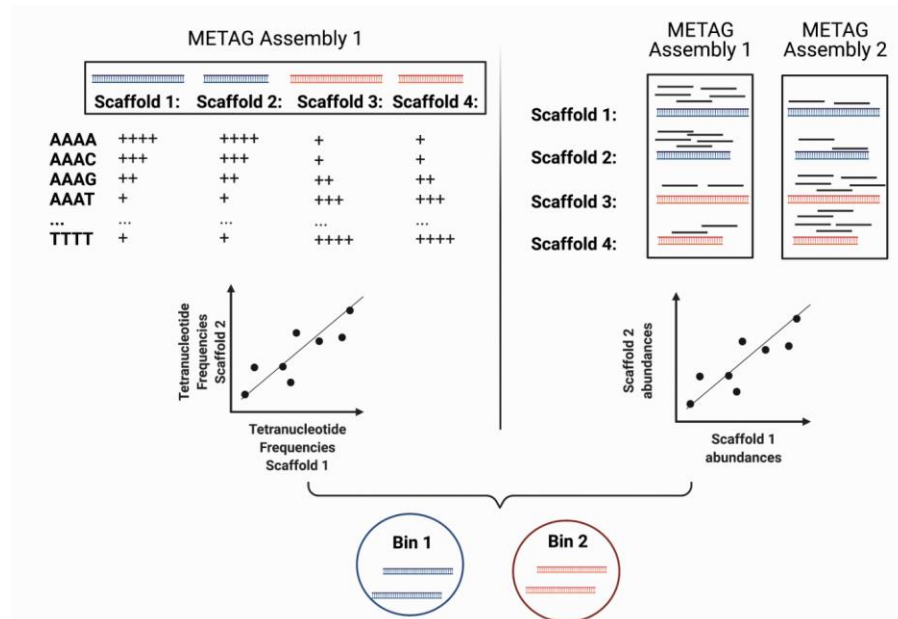 METAG Assembly 1
Scaffold 1: Scaffold 2: Scaffold 3: Scaffold 4:
AAAA ++++ ++++ + +
AAAC +++ +++ + +
AAAG ++ ++ ++ ++
AAAT + + +++ +++
... ... ... ... ...
TTTT + + ++++ ++++
Tetranucleotide
Frequencies
Scaffold 2
Tetranucleotide
Frequencies
Scaffold 1
METAG
Assembly 1
METAG
Assembly 2
Scaffold 1:
Scaffold 2:
Scaffold 3:
Scaffold 4:
Scaffold 2
abundances
Scaffold 1
abundances
Bin 1
Bin 2